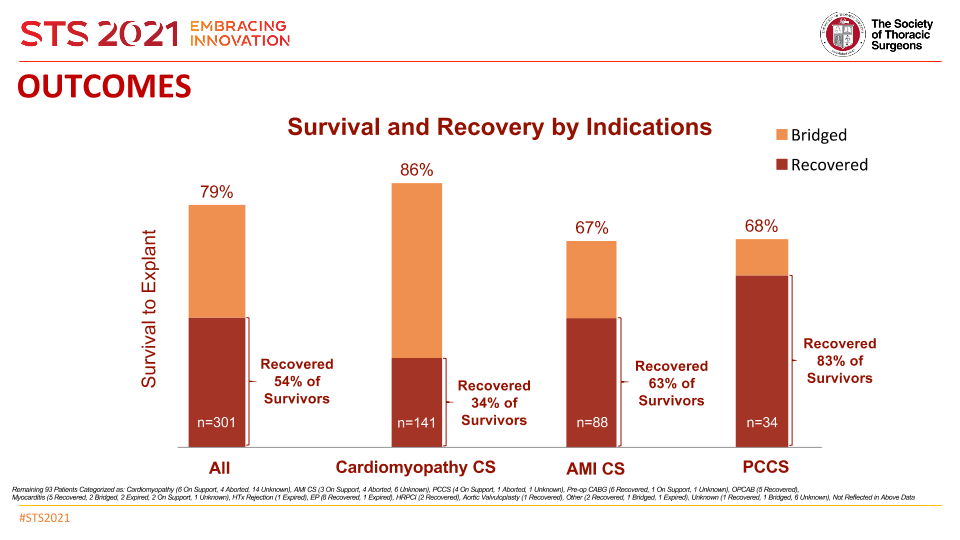 STS 2021 EMBRACING
INNOVATION
The Society
of Thoracic
Surgeons
OUTCOMES
Survival and Recovery by Indications
Bridged
Recovered
Survival to Explant
79%
86%
67%
68%
Recovered
54% of
Survivors
Recovered
34% of
Survivors
Recovered
63% of
Survivors
Recovered
83% of
Survivors
n=301
n=141
n=88
n=34
All
Cardiomyopathy CS
AMI CS
PCCS
Remaining 93 Patients Categorized as: Cardiomyopathy (6 On Support, 4 Aborted, 14 Unknown), AMI CS (3 On Support, 4 Aborted, 6 Unknown), PCCS (4 On Support, 1 Aborted, 1 Unknown), Pre-op CABG (6 Recovered, 1 On Support, 1 Unknown), OPCAB (5 Recovered),
Myocarditis (5 Recovered, 2 Bridged, 2 Expired, 2 On Support, 1 Unknown), HTx Rejection (1 Expired), EP (8 Recovered, 1 Expired), HRPCI (2 Recovered), Aortic Valvuloplasty (1 Recovered), Other (2 Recovered, 1 Bridged, 1 Expired), Unknown (1 Recovered, 1 Bridged, 6 Unknown), Not Reflected in Above Data
#STS2021